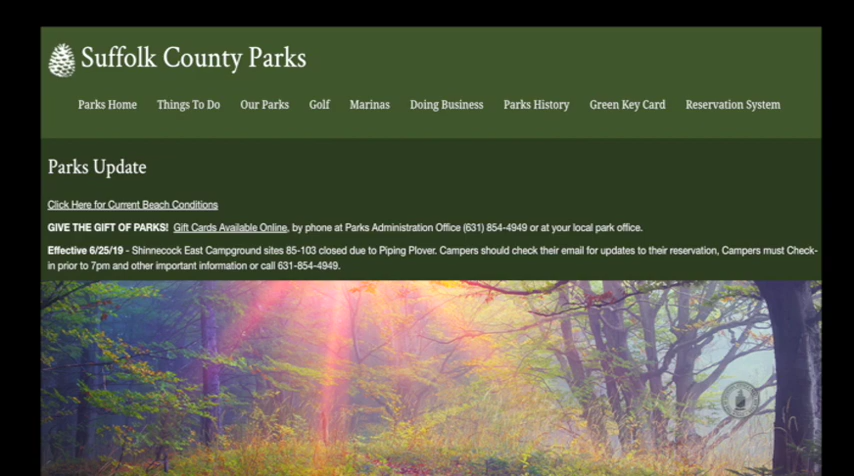 Suffolk County Parks
Parks Home Things To Do Our Parks Golf Marinas Doing Business Parks History Green Key Card Reservation System
Parks Update
Click Here for Current Beach Conditions
GIVE THE GIFT OF PARKS! Gift Cards Available Online, by phone at Parks Administration Office (631) 854-4949 or at your local park office.
Effective 6/25/19 - Shinnecock East Campground sites 85-103 closed due to Piping Plover. Campers should check their email for updates to their reservation, Campers must Check-
in prior to 7pm and other important information or call 631-854-4949.